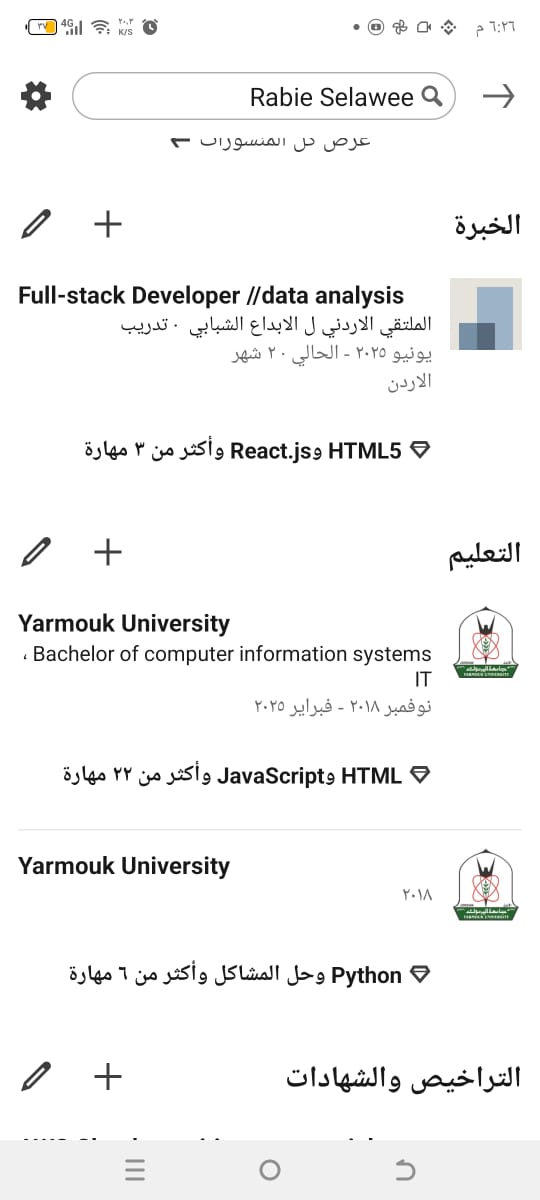 ٣٧ 4G ٢٠.٣ K/S ٦:٢٦ م
Rabie Selawee
عرض كل المنشورات
الخبرة
Full-stack Developer //data analysis
الملتقي الاردني ل الابداع الشبابي · تدريب
يونيو ٢٠٢٥ - الحالي · ٢ شهر
الاردن
HTML5 وReact.js وأكثر من ٣ مهارة
التعليم
Yarmouk University
Bachelor of computer information systems ،
IT
نوفمبر ٢٠١٨ - فبراير ٢٠٢٥
HTML وJavaScript وأكثر من ٢٢ مهارة
Yarmouk University
٢٠١٨
Python وحل المشاكل وأكثر من ٦ مهارة
التراخيص والشهادات